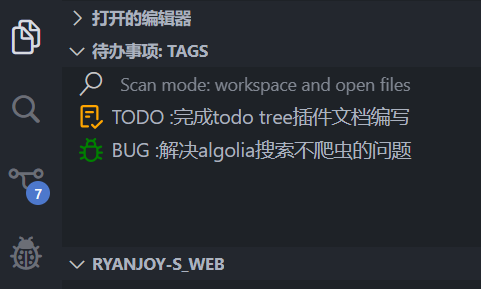 打开的编辑器
待办事项: TAGS
Scan mode: workspace and open files
TODO :完成todo tree插件文档编写
BUG :解决algolia搜索不爬虫的问题
7
RYANJOY-S_WEB